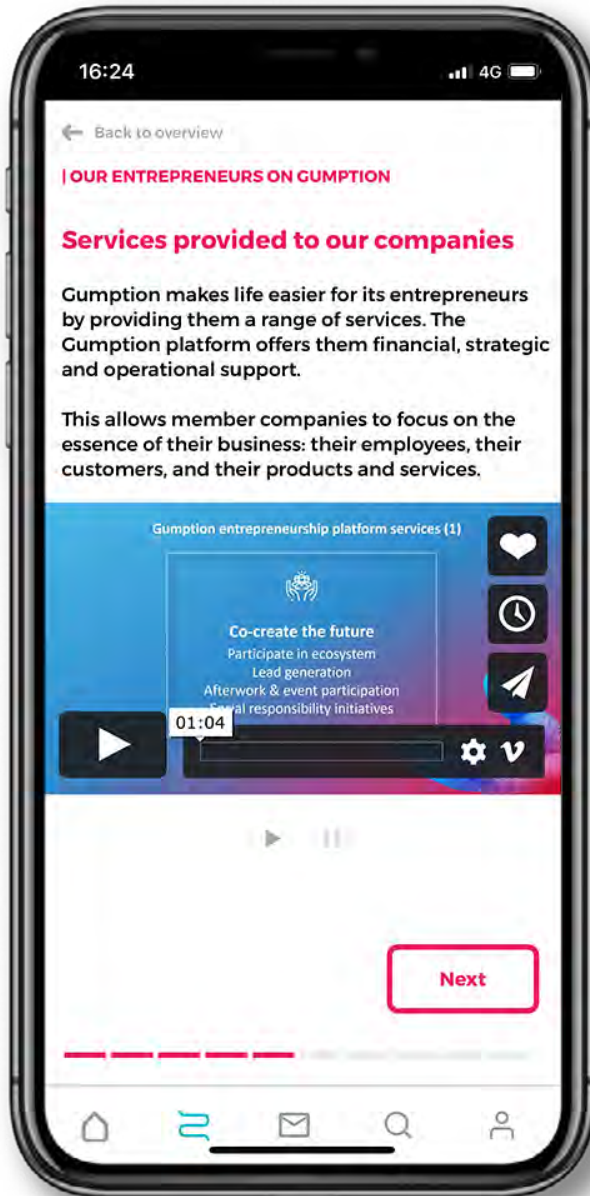 16:24
4G
Back to overview
| OUR ENTREPRENEURS ON GUMPTION
Services provided to our companies
Gumption makes life easier for its entrepreneurs
by providing them a range of services. The
Gumption platform offers them financial, strategic
and operational support.
This allows member companies to focus on the
essence of their business: their employees, their
customers, and their products and services.
Gumption entrepreneurship platform services (1)
Co-create the future
Participate in ecosystem
Lead generation
Afterwork & event participation
responsibility initiatives
01:04
Next